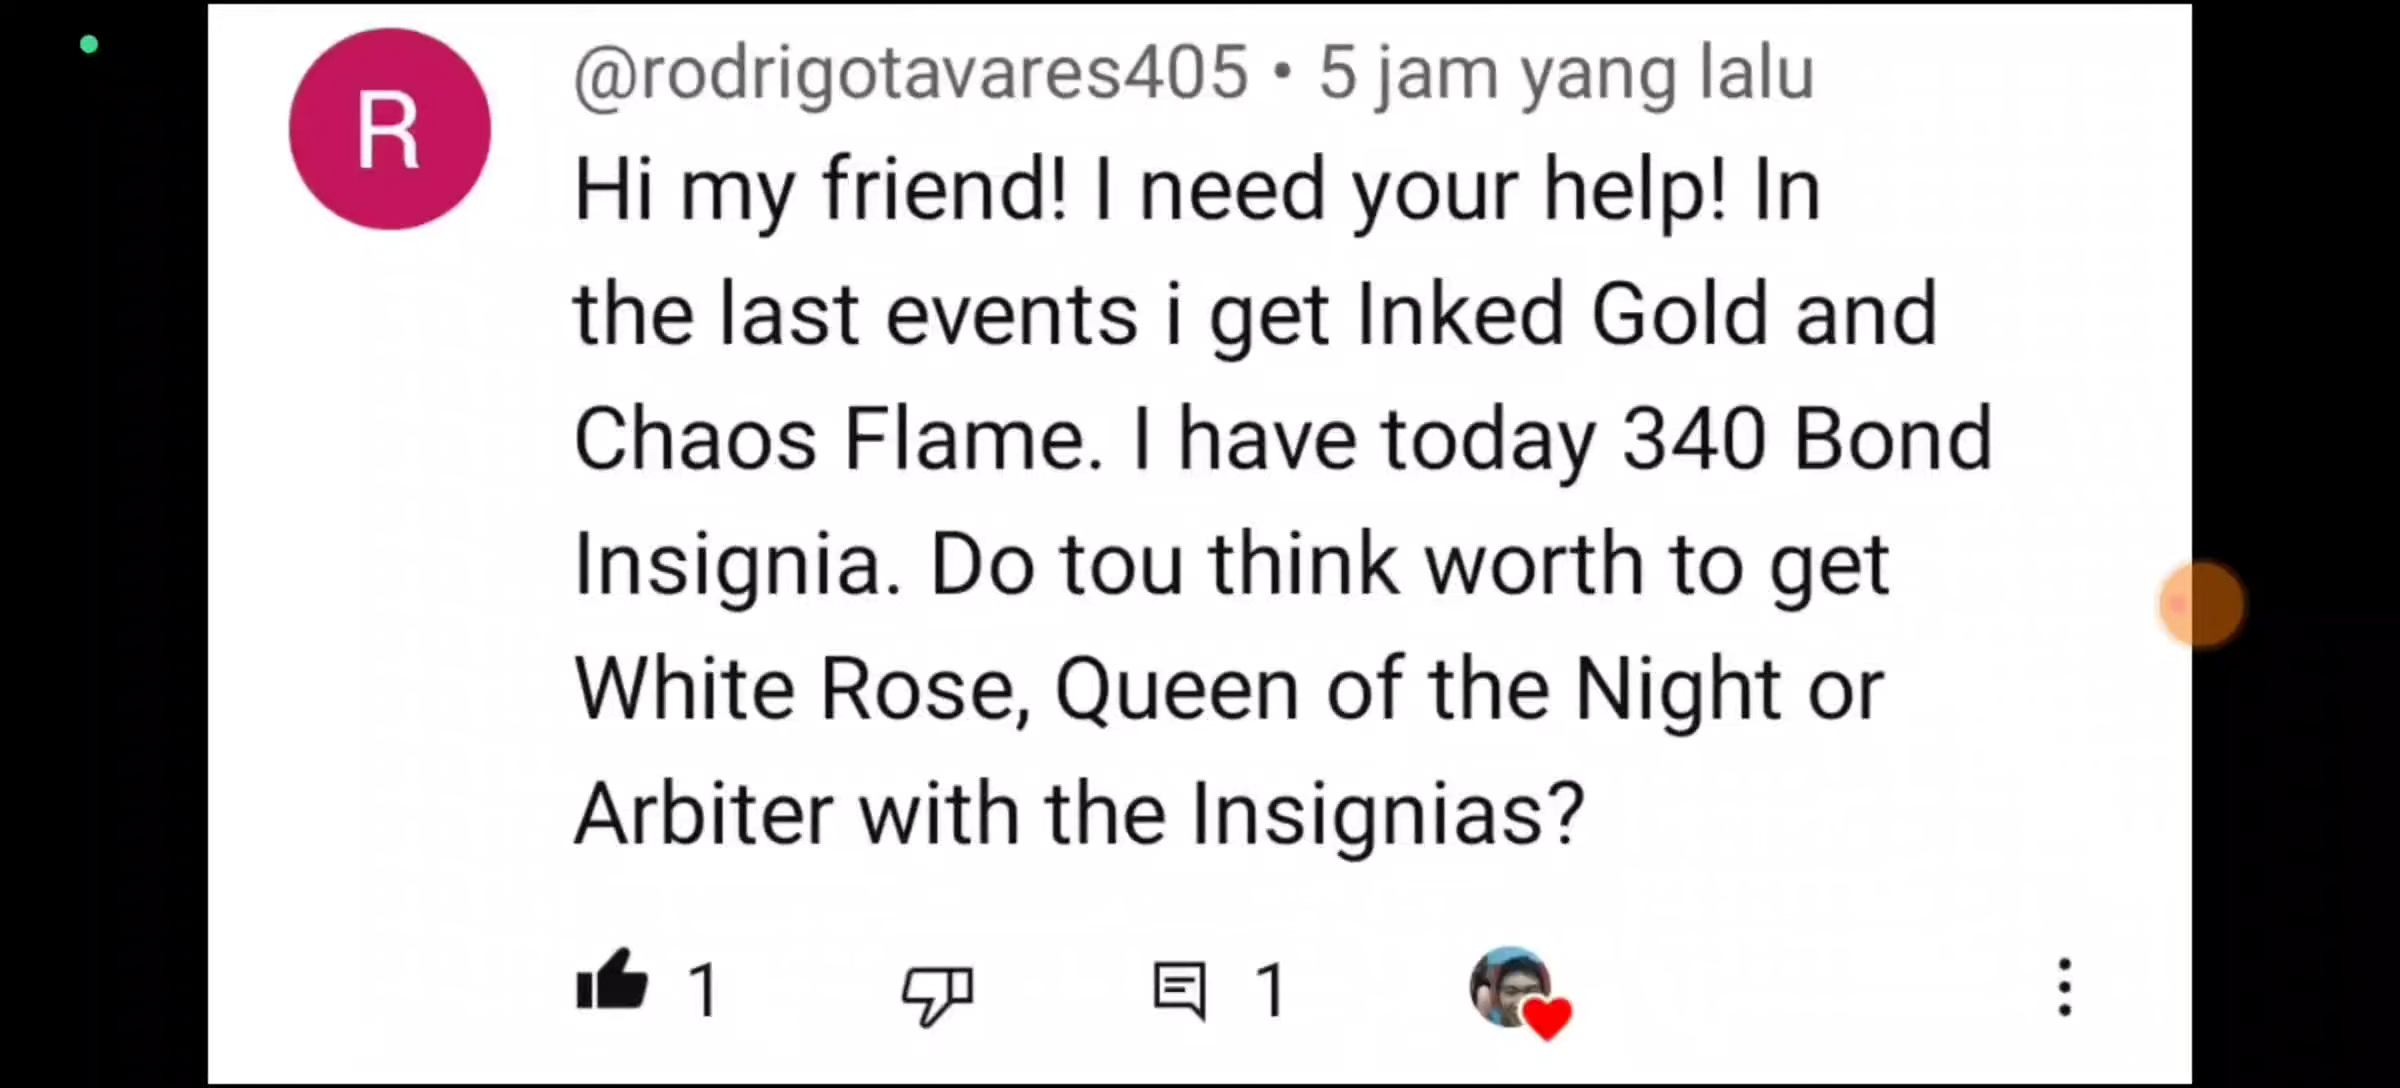 R
@rodrigotavares405 • 5 jam yang lalu
Hi my friend! I need your help! In
the last events i get Inked Gold and
Chaos Flame. I have today 340 Bond
Insignia. Do tou think worth to get
White Rose, Queen of the Night or
Arbiter with the Insignias?
1 1